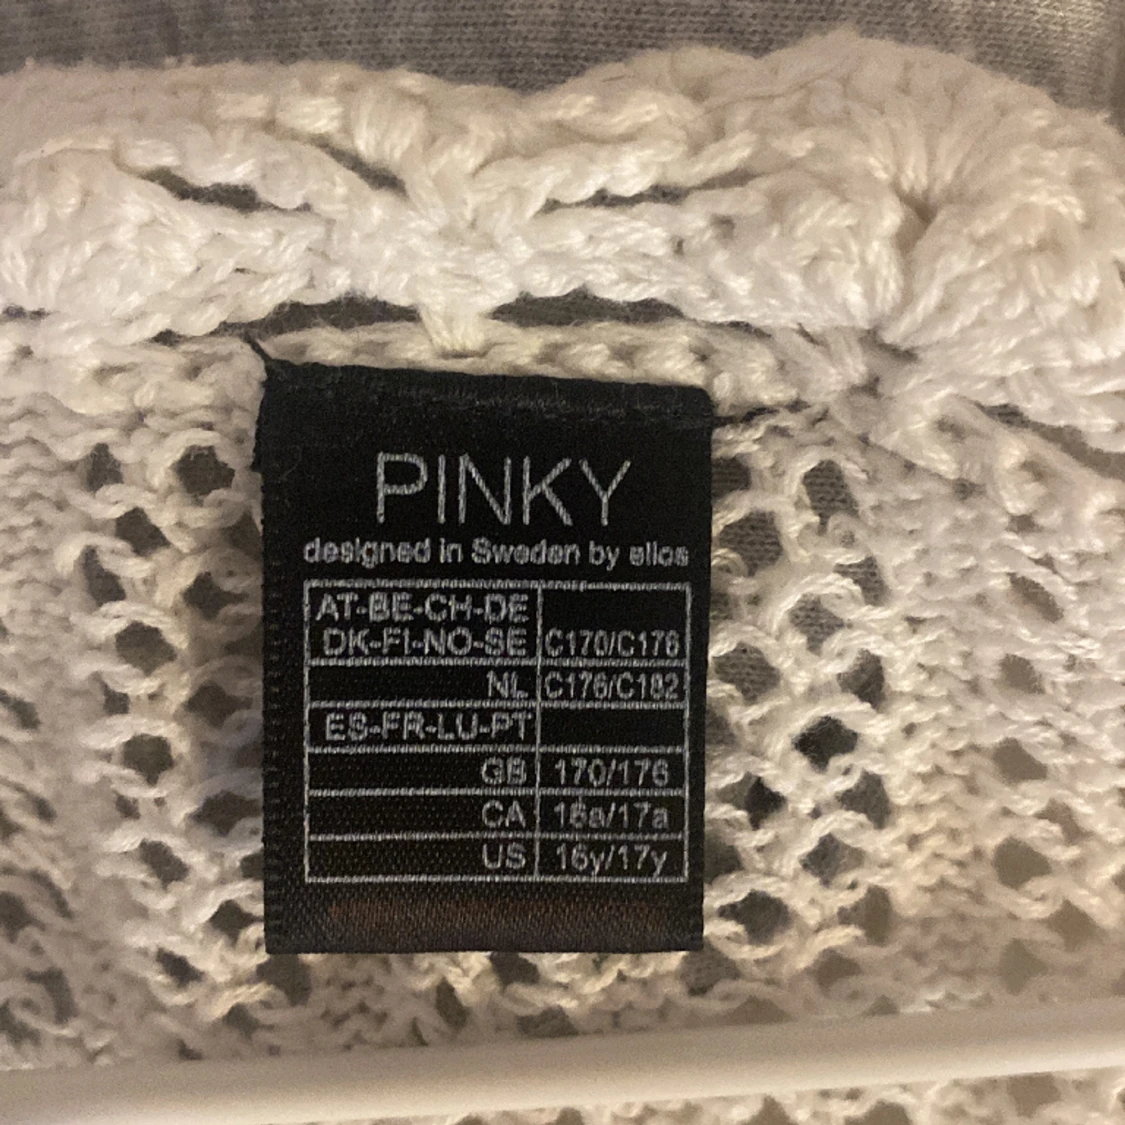 PINKY
designed in Sweden by ellos
AT-BE-CH-DE
DK-FI-NO-SE C170/C176
NL C176/C182
ES-FR-LU-PT
GB 170/176
CA 16a/17a
US 16y/17y